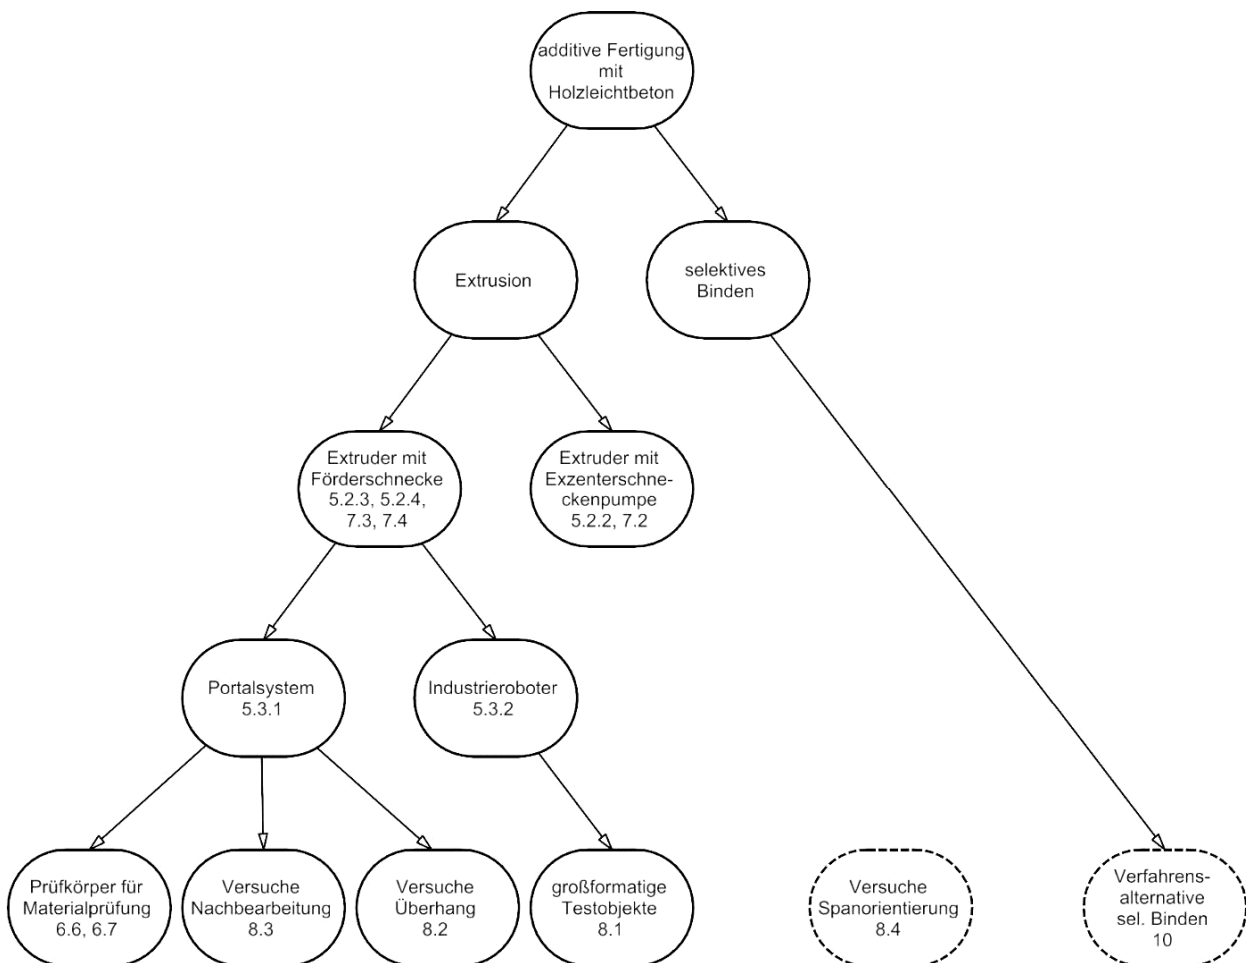 additive Fertigung
mit
Holzleichtbeton
Extrusion
selektives
Binden
Extruder mit
Förderschnecke
5.2.3, 5.2.4,
7.3, 7.4
Extruder mit
Exzenterschne-
ckenpumpe
5.2.2, 7.2
Portalsystem
5.3.1
Industrieroboter
5.3.2
Prüfkörper für
Materialprüfung
6.6, 6.7
Versuche
Nachbearbeitung
8.3
Versuche
Überhang
8.2
großformatige
Testobjekte
8.1
Versuche
Spanorientierung
8.4
Verfahrens-
alternative
sel. Binden
10